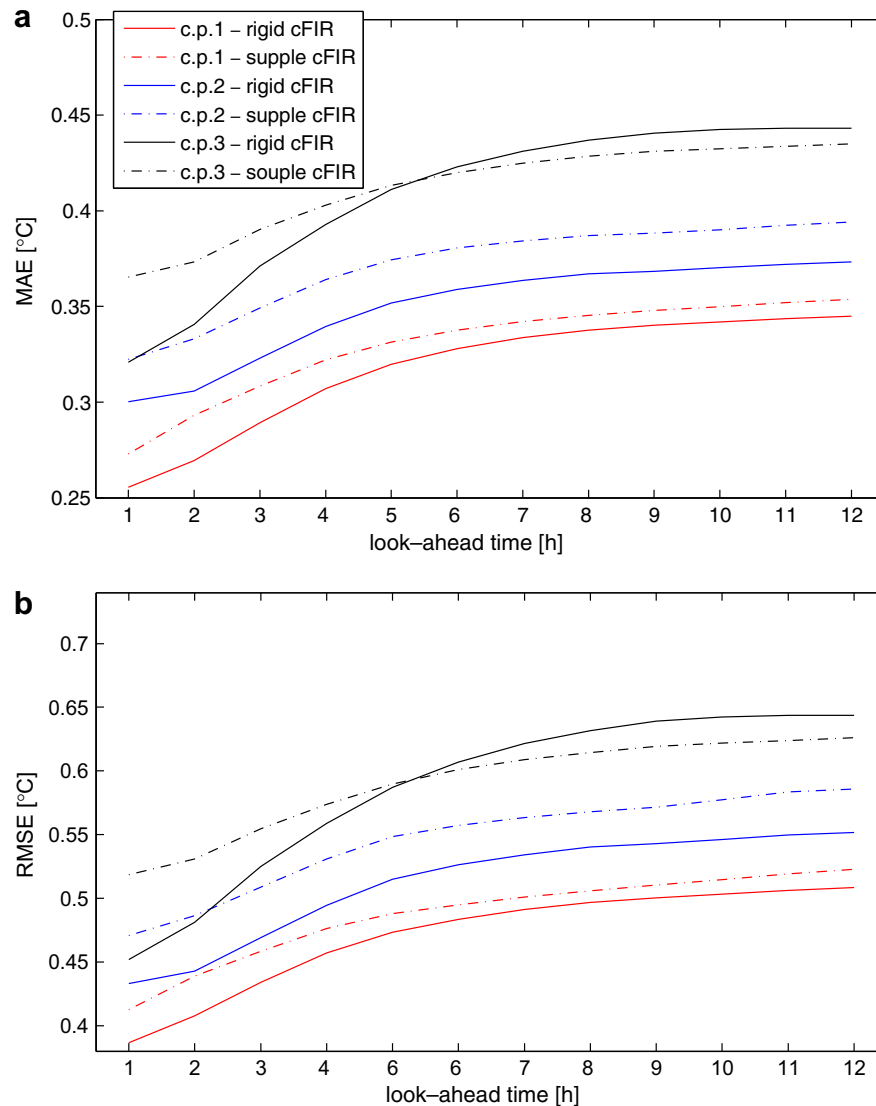 a
0.5
c.p.1 – rigid cFIR
c.p.1 – supple cFIR
c.p.2 – rigid cFIR
c.p.2 – supple cFIR
c.p.3 – rigid cFIR
c.p.3 – souple cFIR
0.45
0.4
0.35
0.3
0.25
MAE [°C]
1 2 3 4 5 6 7 8 9 10 11 12
look–ahead time [h]
b
0.7
0.65
0.6
0.55
0.5
0.45
0.4
RMSE [°C]
1 2 3 4 6 6 7 8 9 10 11 12
look–ahead time [h]